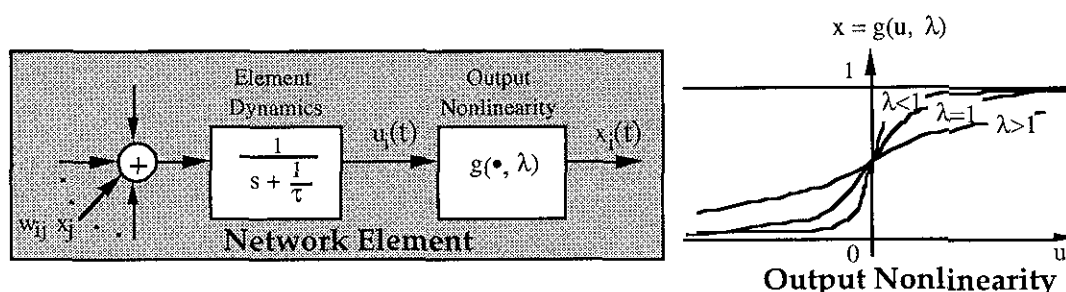 Element
Dynamics
Output
Nonlinearity
+
1
s + 1
τ
u_i(t)
g(•, λ)
x_i(t)
w_ij x_j
Network Element
x = g(u, λ)
1
λ<1
λ=1
λ>1
0
u
Output Nonlinearity